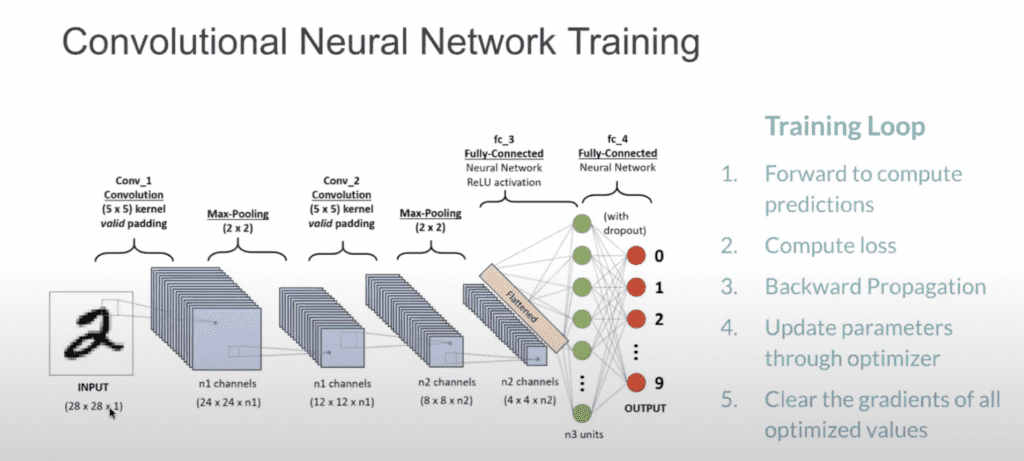 Convolutional Neural Network Training
Conv_1
Convolution
(5 x 5) kernel
valid padding
Max-Pooling
(2 x 2)
Conv_2
Convolution
(5 x 5) kernel
valid padding
Max-Pooling
(2 x 2)
fc_3
Fully-Connected
Neural Network
ReLU activation
fc_4
Fully-Connected
Neural Network
(with
dropout)
2
Flattened
0
1
2
9
OUTPUT
INPUT
(28 x 28 x 1)
n1 channels
(24 x 24 x n1)
n1 channels
(12 x 12 x n1)
n2 channels
(8 x 8 x n2)
n2 channels
(4 x 4 x n2)
n3 units
Training Loop
1. Forward to compute
predictions
2. Compute loss
3. Backward Propagation
4. Update parameters
through optimizer
5. Clear the gradients of all
optimized values